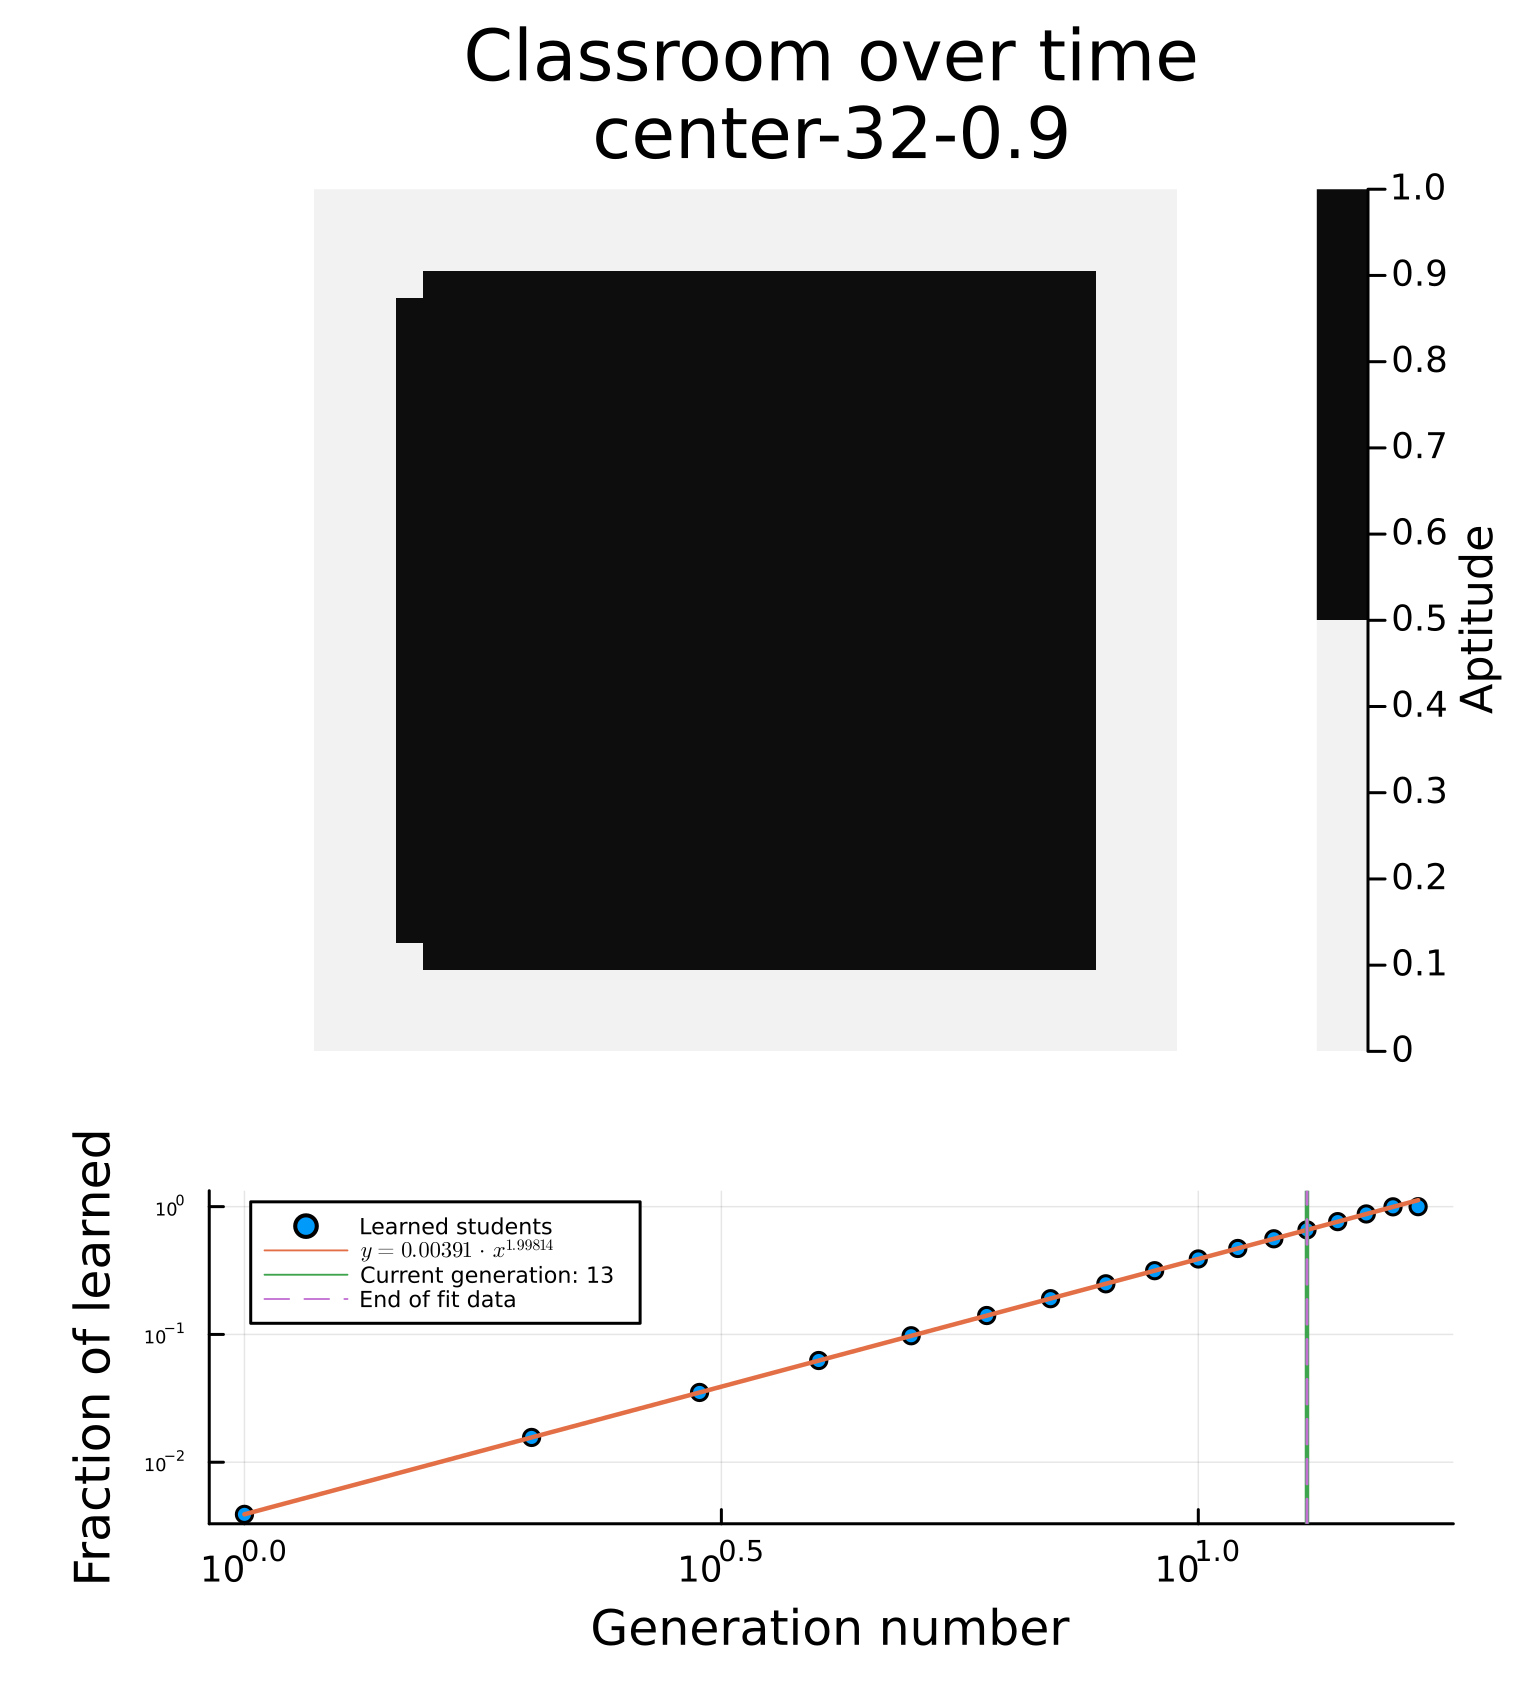 Classroom over time
center-32-0.9
1.0
0.9
0.8
0.7
0.6
0.5
0.4
0.3
0.2
0.1
0
Aptitude
Fraction of learned
10⁰
10⁻¹
10⁻²
Learned students
y = 0.00391 · x^1.99814
Current generation: 13
End of fit data
10^0.0
10^0.5
10^1.0
Generation number